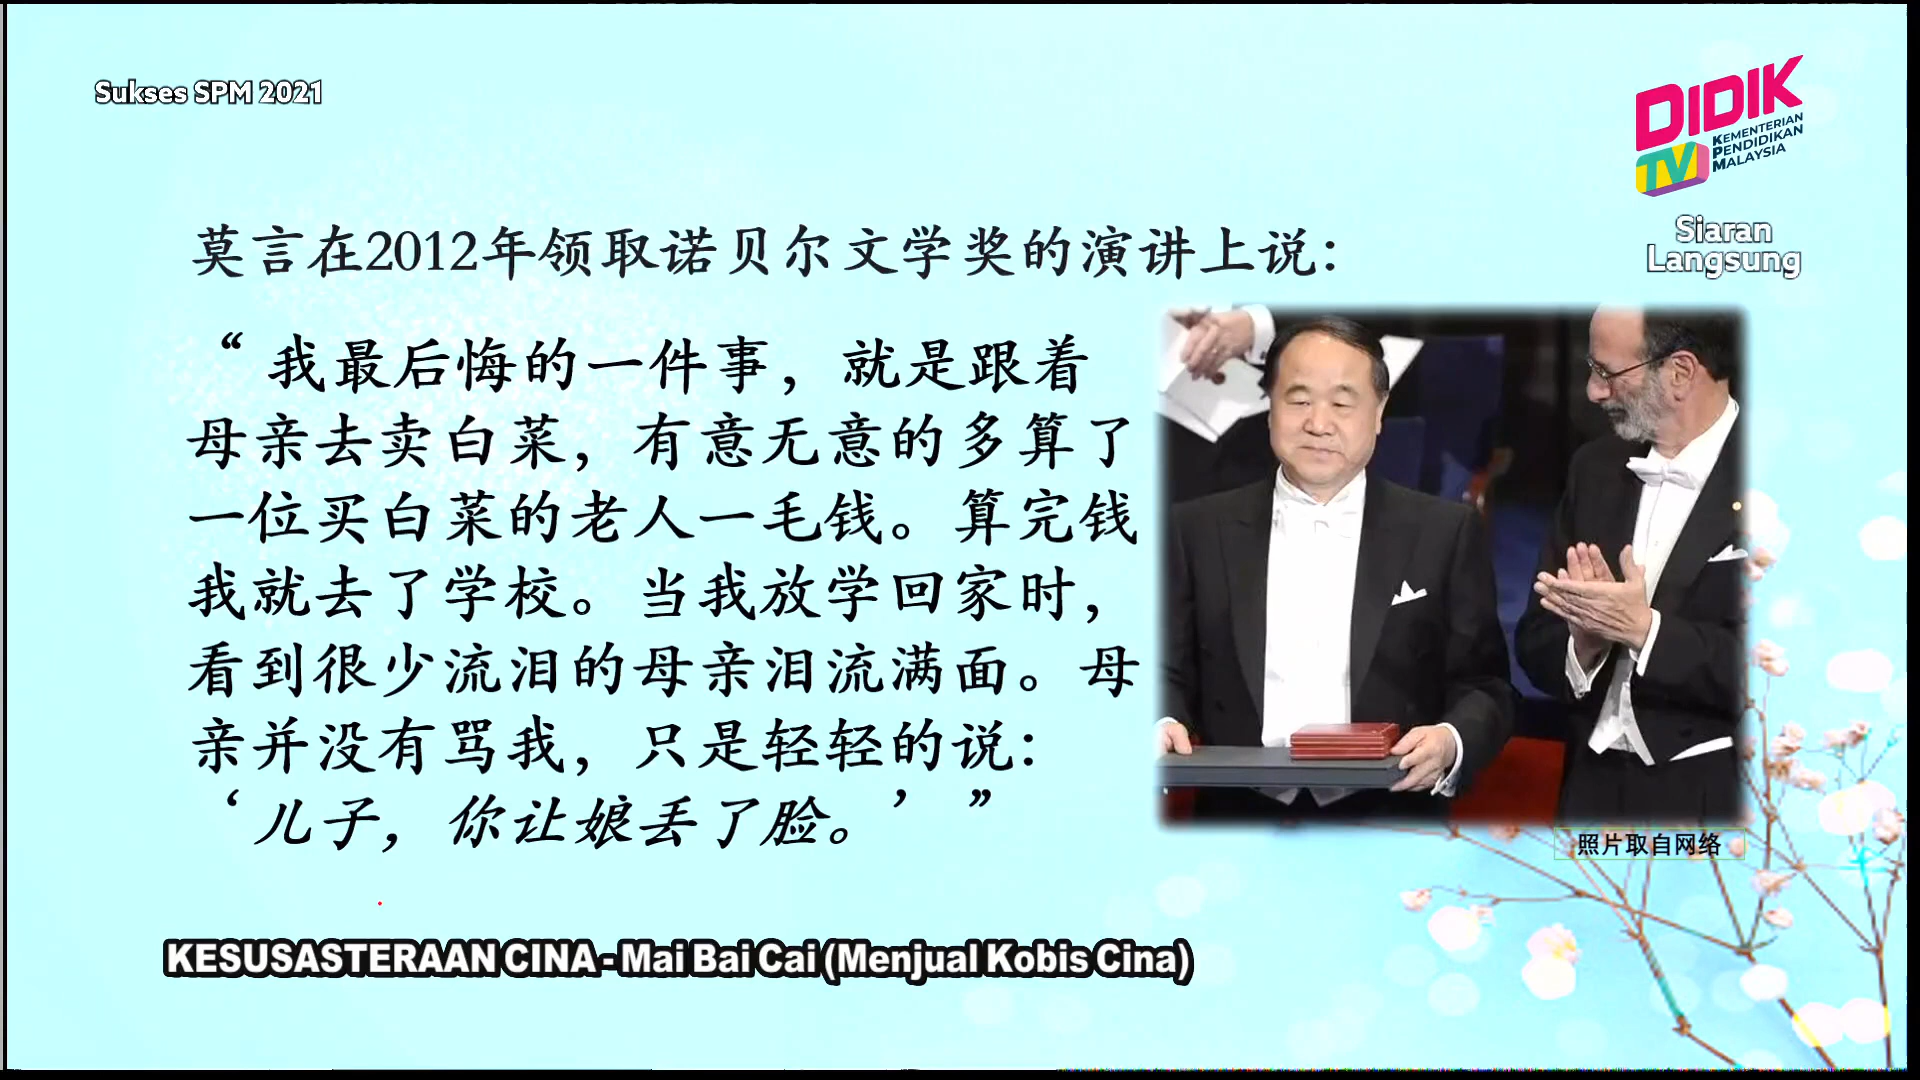 Sukses SPM 2021
DIDIK
TV
KEMENTERIAN
PENDIDIKAN
MALAYSIA
Siaran
Langsung
莫言在2012年领取诺贝尔文学奖的演讲上说：
“我最后悔的一件事，就是跟着
母亲去卖白菜，有意无意的多算了
一位买白菜的老人一毛钱。算完钱
我就去了学校。当我放学回家时，
看到很少流泪的母亲泪流满面。母
亲并没有骂我，只是轻轻的说：
‘儿子，你让娘丢了脸。’”
照片取自网络
KESUSASTERAAN CINA - Mai Bai Cai (Menjual Kobis Cina)